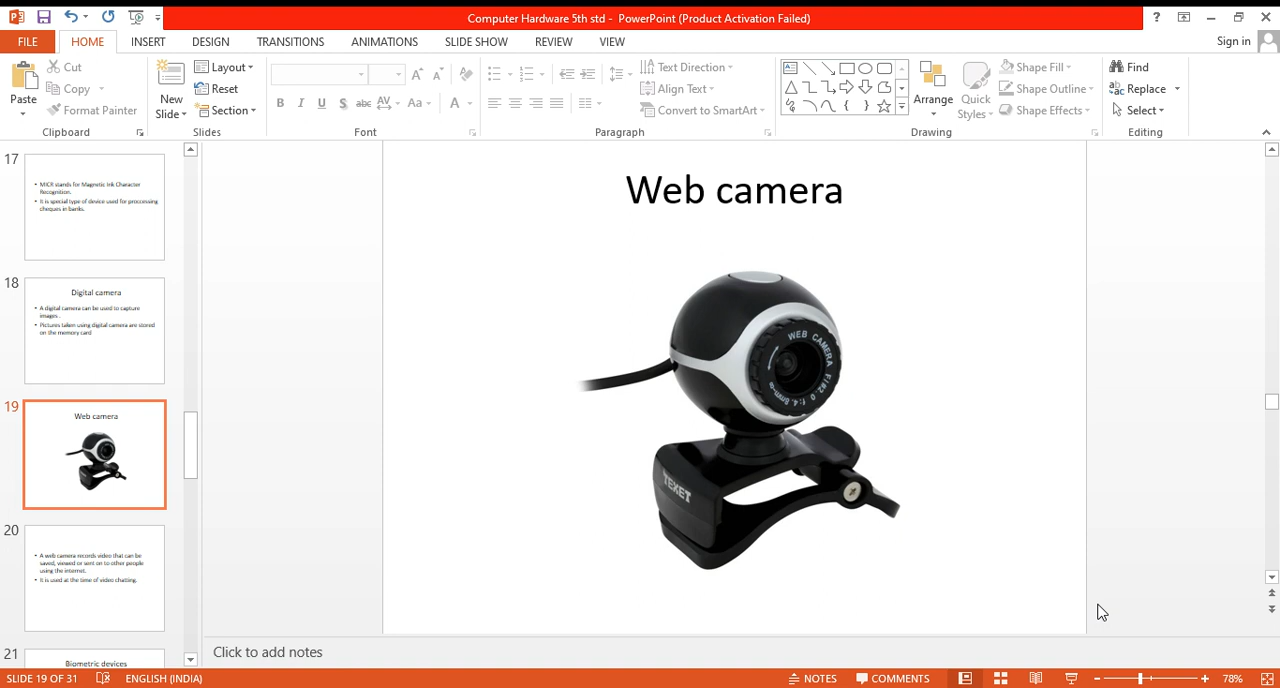 Computer Hardware 5th std - PowerPoint (Product Activation Failed)
FILE HOME INSERT DESIGN TRANSITIONS ANIMATIONS SLIDE SHOW REVIEW VIEW Sign in
Paste Cut
Copy
Format Painter
Clipboard
New Slide
Layout
Reset
Section
Slides
Font
Text Direction
Align Text
Convert to SmartArt
Paragraph
Arrange
Quick Styles
Shape Fill
Shape Outline
Shape Effects
Drawing
Find
Replace
Select
Editing
17
• MICR stands for Magnetic Ink Character
Recognition.
• It is special type of device used for proccessing
cheques in banks.
18
Digital camera
• A digital camera can be used to capture
images .
• Pictures taken using digital camera are stored
on the memory card
19
Web camera
20
• A web camera records video that can be
saved, viewed or sent on to other people
using the internet.
• It is used at the time of video chatting.
21
Biometric devices
Web camera
WEB CAMERA
TEXET
Click to add notes
SLIDE 19 OF 31 ENGLISH (INDIA) NOTES COMMENTS 78%